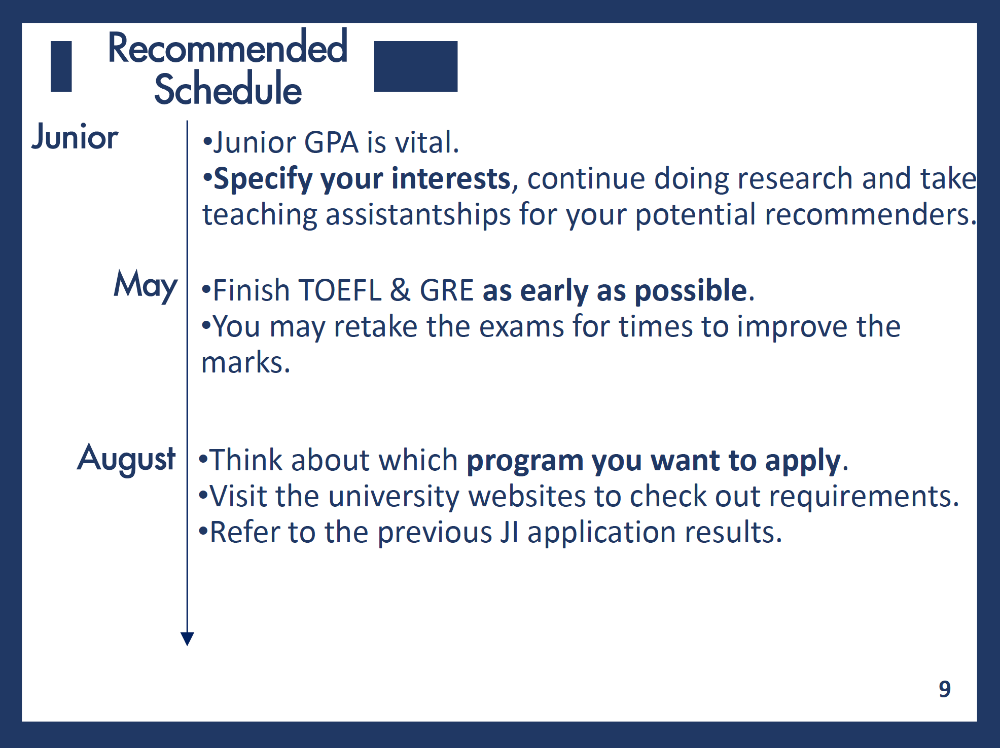 Recommended
Schedule
Junior
•Junior GPA is vital.
•Specify your interests, continue doing research and take
teaching assistantships for your potential recommenders.
May
•Finish TOEFL & GRE as early as possible.
•You may retake the exams for times to improve the
marks.
August
•Think about which program you want to apply.
•Visit the university websites to check out requirements.
•Refer to the previous JI application results.
9